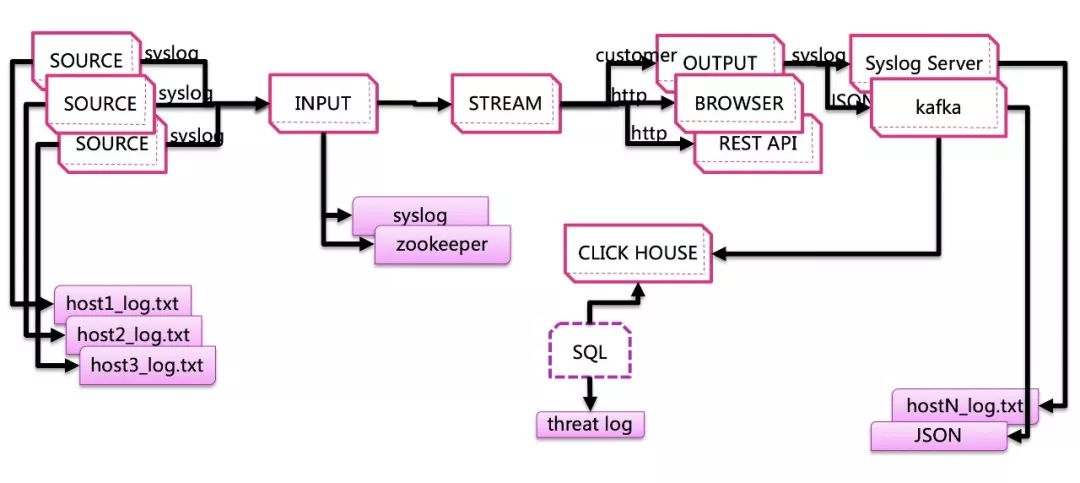 SOURCE
syslog
SOURCE
syslog
SOURCE
syslog
INPUT
STREAM
customer
OUTPUT
syslog
Syslog Server
http
BROWSER
JSON
kafka
http
REST API
syslog
zookeeper
CLICK HOUSE
host1_log.txt
host2_log.txt
host3_log.txt
SQL
threat log
hostN_log.txt
JSON